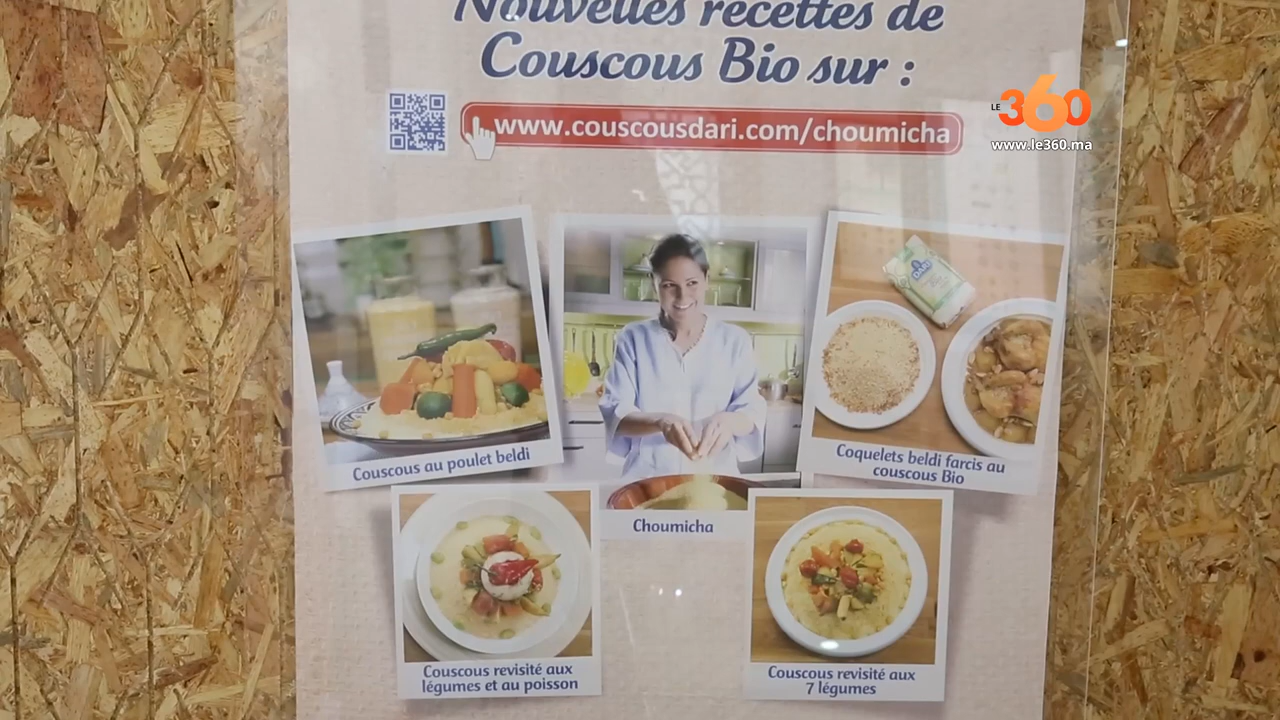 Nouvelles recettes de
Couscous Bio sur :
www.couscousdari.com/choumicha
LE 360
www.le360.ma
DARI
Couscous au poulet beldi
Choumicha
Coquelets beldi farcis au
couscous Bio
Couscous revisité aux
légumes et au poisson
Couscous revisité aux
7 légumes